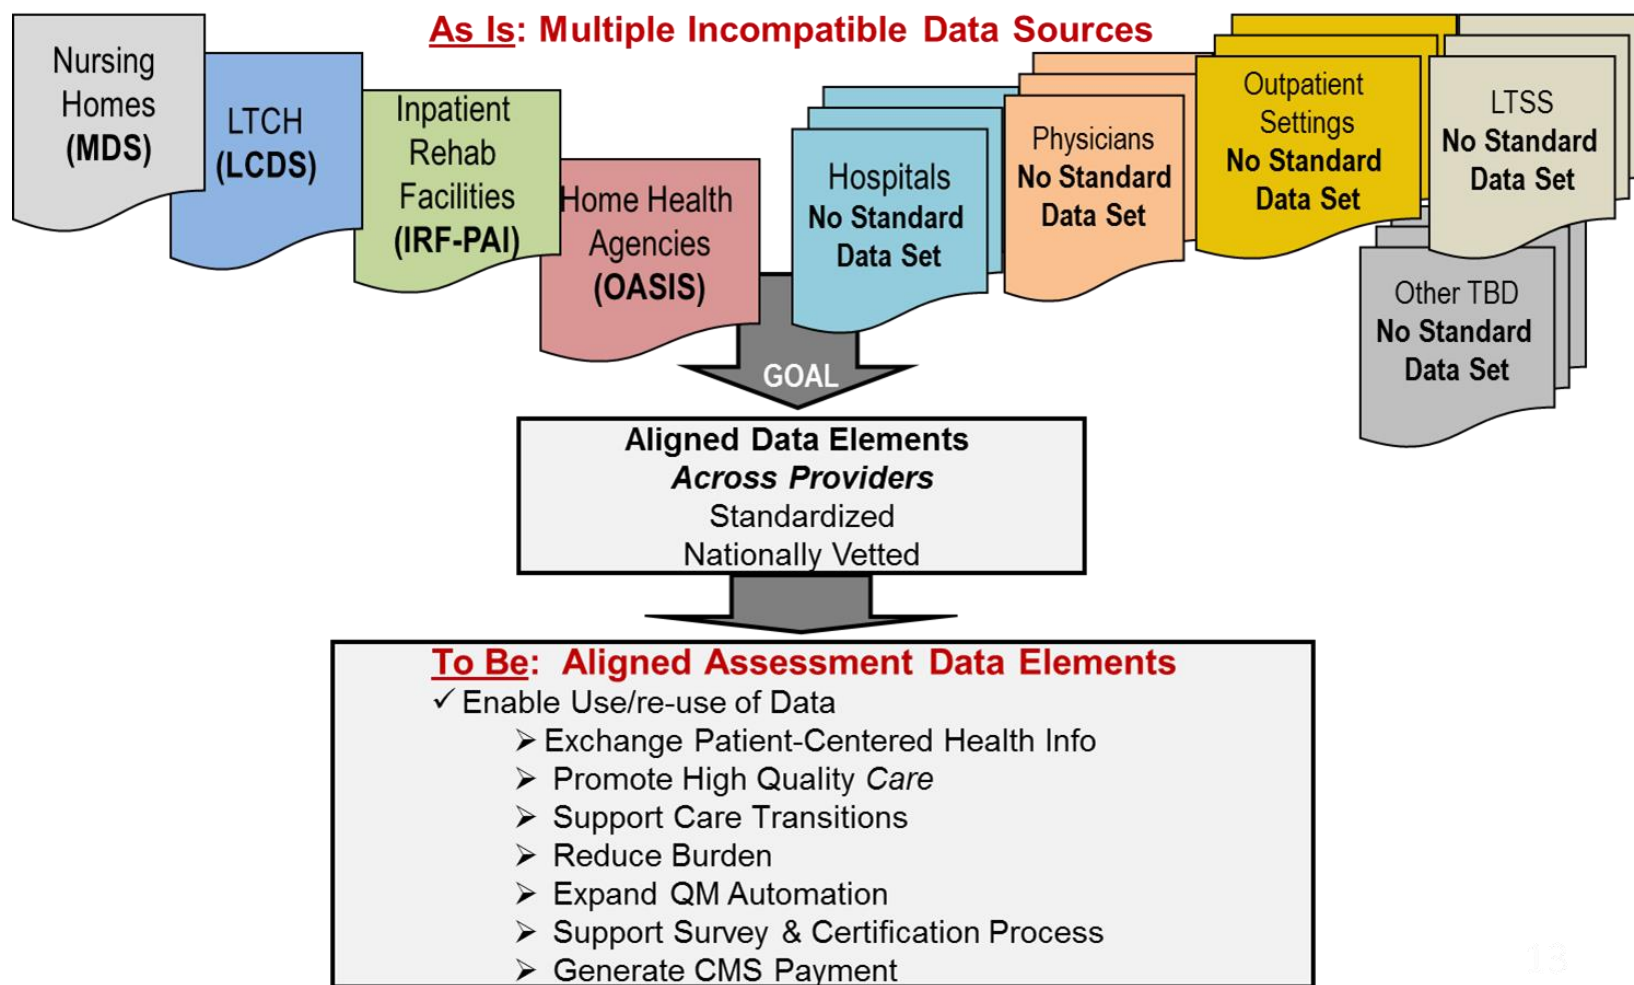 As Is: Multiple Incompatible Data Sources
Nursing
Homes
(MDS)
LTCH
(LCDS)
Inpatient
Rehab
Facilities
(IRF-PAI)
Home Health
Agencies
(OASIS)
Hospitals
No Standard
Data Set
Physicians
No Standard
Data Set
Outpatient
Settings
No Standard
Data Set
LTSS
No Standard
Data Set
Other TBD
No Standard
Data Set
GOAL
Aligned Data Elements
Across Providers
Standardized
Nationally Vetted
To Be: Aligned Assessment Data Elements
✓ Enable Use/re-use of Data
➢ Exchange Patient-Centered Health Info
➢ Promote High Quality Care
➢ Support Care Transitions
➢ Reduce Burden
➢ Expand QM Automation
➢ Support Survey & Certification Process
➢ Generate CMS Payment
13